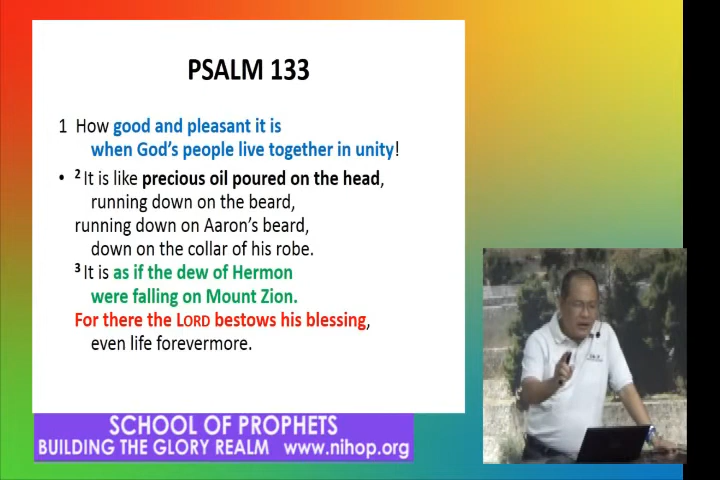 PSALM 133
1 How good and pleasant it is
when God's people live together in unity!
• 2 It is like precious oil poured on the head,
running down on the beard,
running down on Aaron's beard,
down on the collar of his robe.
3 It is as if the dew of Hermon
were falling on Mount Zion.
For there the LORD bestows his blessing,
even life forevermore.
SCHOOL OF PROPHETS
BUILDING THE GLORY REALM www.nihop.org